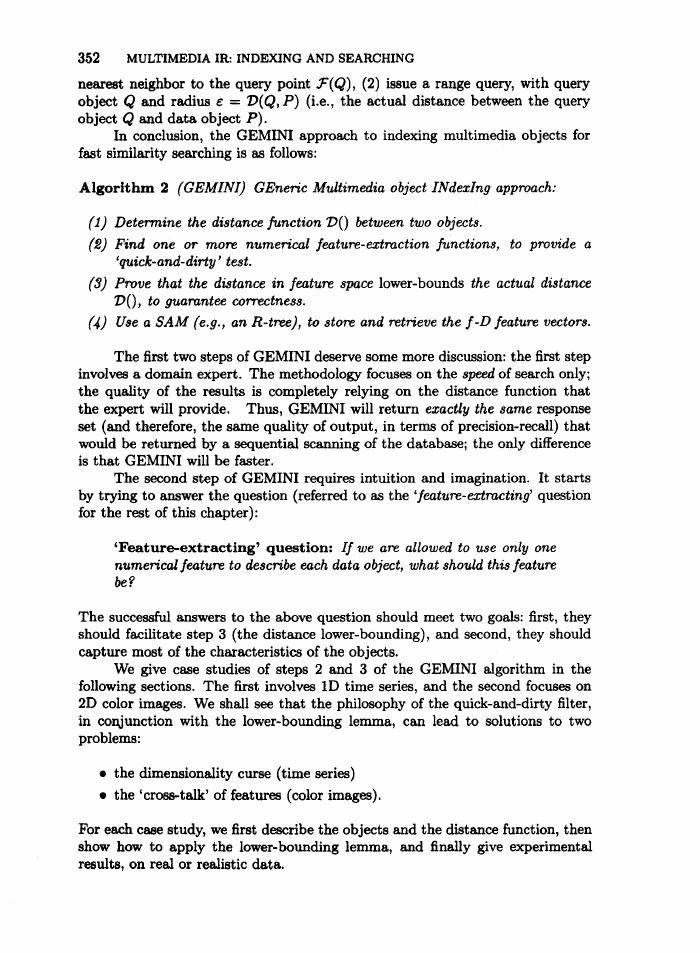 352 MULTIMEDIA IR: INDEXING AND SEARCHING
nearest neighbor to the query point F(Q), (2) issue a range query, with query
object Q and radius ε = D(Q, P) (i.e., the actual distance between the query
object Q and data object P).
In conclusion, the GEMINI approach to indexing multimedia objects for
fast similarity searching is as follows:
Algorithm 2 (GEMINI) GEneric Multimedia object INdexIng approach:
(1) Determine the distance function D() between two objects.
(2) Find one or more numerical feature-extraction functions, to provide a
'quick-and-dirty' test.
(3) Prove that the distance in feature space lower-bounds the actual distance
D(), to guarantee correctness.
(4) Use a SAM (e.g., an R-tree), to store and retrieve the f-D feature vectors.
The first two steps of GEMINI deserve some more discussion: the first step
involves a domain expert. The methodology focuses on the speed of search only;
the quality of the results is completely relying on the distance function that
the expert will provide. Thus, GEMINI will return exactly the same response
set (and therefore, the same quality of output, in terms of precision-recall) that
would be returned by a sequential scanning of the database; the only difference
is that GEMINI will be faster.
The second step of GEMINI requires intuition and imagination. It starts
by trying to answer the question (referred to as the 'feature-extracting' question
for the rest of this chapter):
'Feature-extracting' question: If we are allowed to use only one
numerical feature to describe each data object, what should this feature
be?
The successful answers to the above question should meet two goals: first, they
should facilitate step 3 (the distance lower-bounding), and second, they should
capture most of the characteristics of the objects.
We give case studies of steps 2 and 3 of the GEMINI algorithm in the
following sections. The first involves 1D time series, and the second focuses on
2D color images. We shall see that the philosophy of the quick-and-dirty filter,
in conjunction with the lower-bounding lemma, can lead to solutions to two
problems:
• the dimensionality curse (time series)
• the 'cross-talk' of features (color images).
For each case study, we first describe the objects and the distance function, then
show how to apply the lower-bounding lemma, and finally give experimental
results, on real or realistic data.